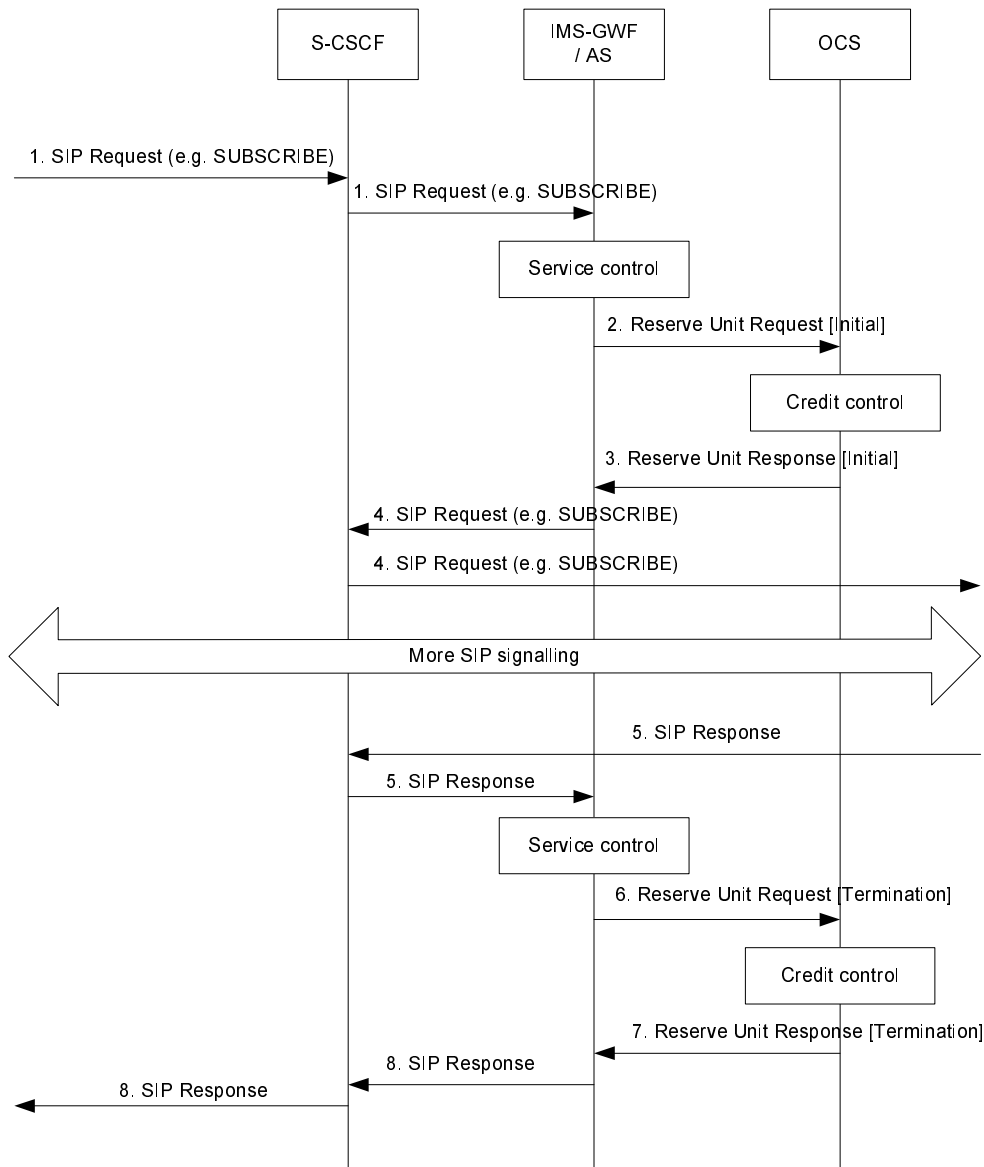 S-CSCF
IMS-GWF
/ AS
OCS
1. SIP Request (e.g. SUBSCRIBE)
1. SIP Request (e.g. SUBSCRIBE)
Service control
2. Reserve Unit Request [Initial]
Credit control
3. Reserve Unit Response [Initial]
4. SIP Request (e.g. SUBSCRIBE)
4. SIP Request (e.g. SUBSCRIBE)
More SIP signalling
5. SIP Response
5. SIP Response
Service control
6. Reserve Unit Request [Termination]
Credit control
7. Reserve Unit Response [Termination]
8. SIP Response
8. SIP Response